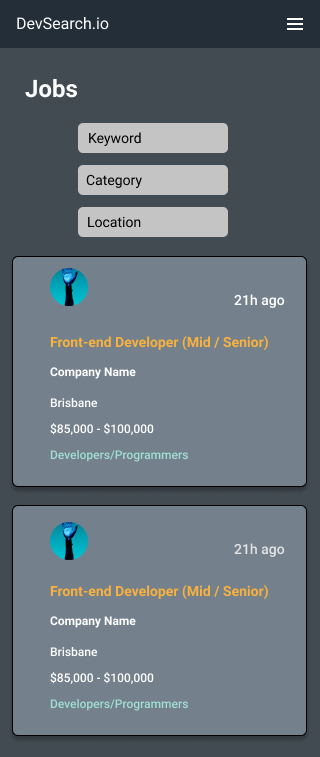 DevSearch.io
Jobs
Keyword
Category
Location
21h ago
Front-end Developer (Mid / Senior)
Company Name
Brisbane
$85,000 - $100,000
Developers/Programmers
21h ago
Front-end Developer (Mid / Senior)
Company Name
Brisbane
$85,000 - $100,000
Developers/Programmers